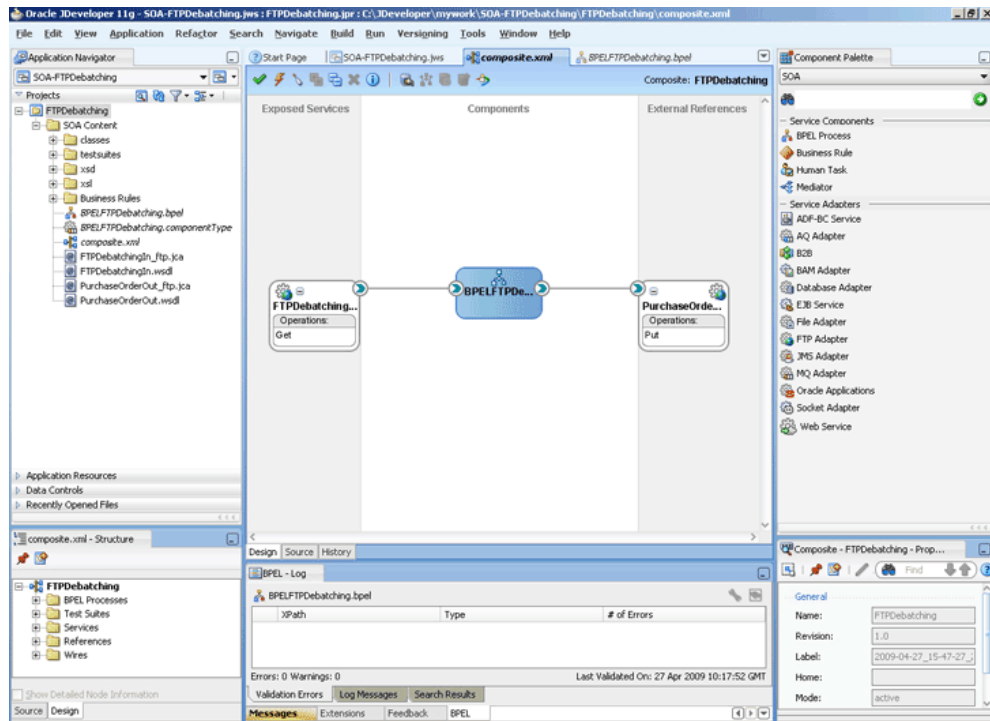 Oracle JDeveloper 11g - SOA-FTPDebatching.jws : FTPDebatching.jpr : C:\JDeveloper\mywork\SOA-FTPDebatching\FTPDebatching\composite.xml
File Edit View Application Refactor Search Navigate Build Run Versioning Tools Window Help
Application Navigator
SOA-FTPDebatching
Projects
FTPDebatching
SOA Content
classes
testsuites
xsd
xsl
Business Rules
BPELFTPDebatching.bpel
BPELFTPDebatching.componentType
composite.xml
FTPDebatchingIn_ftp.jca
FTPDebatchingIn.wsdl
PurchaseOrderOut_ftp.jca
PurchaseOrderOut.wsdl
Application Resources
Data Controls
Recently Opened Files
composite.xml - Structure
FTPDebatching
BPEL Processes
Test Suites
Services
References
Wires
Show Detailed Node Information
Source Design
Start Page SOA-FTPDebatching.jws composite.xml BPELFTPDebatching.bpel
Composite: FTPDebatching
Exposed Services Components External References
FTPDebatching...
Operations:
Get
BPELFTPDe...
PurchaseOrde...
Operations:
Put
Design Source History
BPEL - Log
BPELFTPDebatching.bpel
XPath Type # of Errors
Errors: 0 Warnings: 0 Last Validated On: 27 Apr 2009 10:17:52 GMT
Validation Errors Log Messages Search Results
Messages Extensions Feedback BPEL
Component Palette
SOA
Service Components
BPEL Process
Business Rule
Human Task
Mediator
Service Adapters
ADF-BC Service
AQ Adapter
B2B
BAM Adapter
Database Adapter
EJB Service
File Adapter
FTP Adapter
JMS Adapter
MQ Adapter
Oracle Applications
Socket Adapter
Web Service
Composite - FTPDebatching - Prop...
Find
General
Name: FTPDebatching
Revision: 1.0
Label: 2009-04-27_15-47-27_
Home:
Mode: active